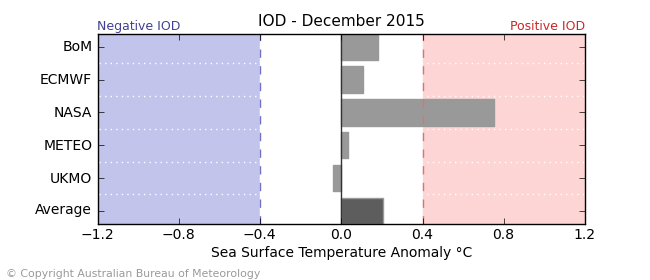 IOD - December 2015
Negative IOD
Positive IOD
BoM
ECMWF
NASA
METEO
UKMO
Average
−1.2 −0.8 −0.4 0.0 0.4 0.8 1.2
Sea Surface Temperature Anomaly °C
© Copyright Australian Bureau of Meteorology